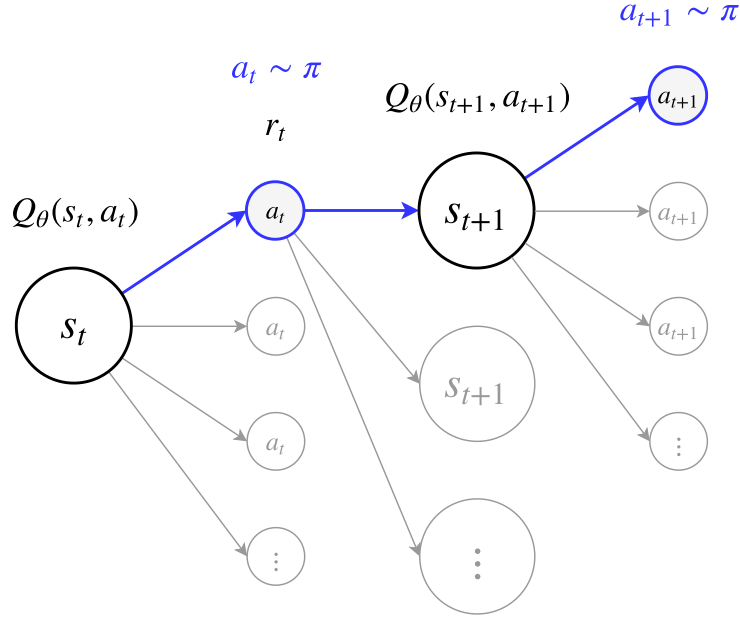 a_{t+1} ∼ π
a_t ∼ π
Q_θ(s_{t+1}, a_{t+1})
a_{t+1}
r_t
Q_θ(s_t, a_t)
a_t
s_{t+1}
a_{t+1}
s_t
a_t
a_{t+1}
s_{t+1}
a_t
⋮
⋮
⋮